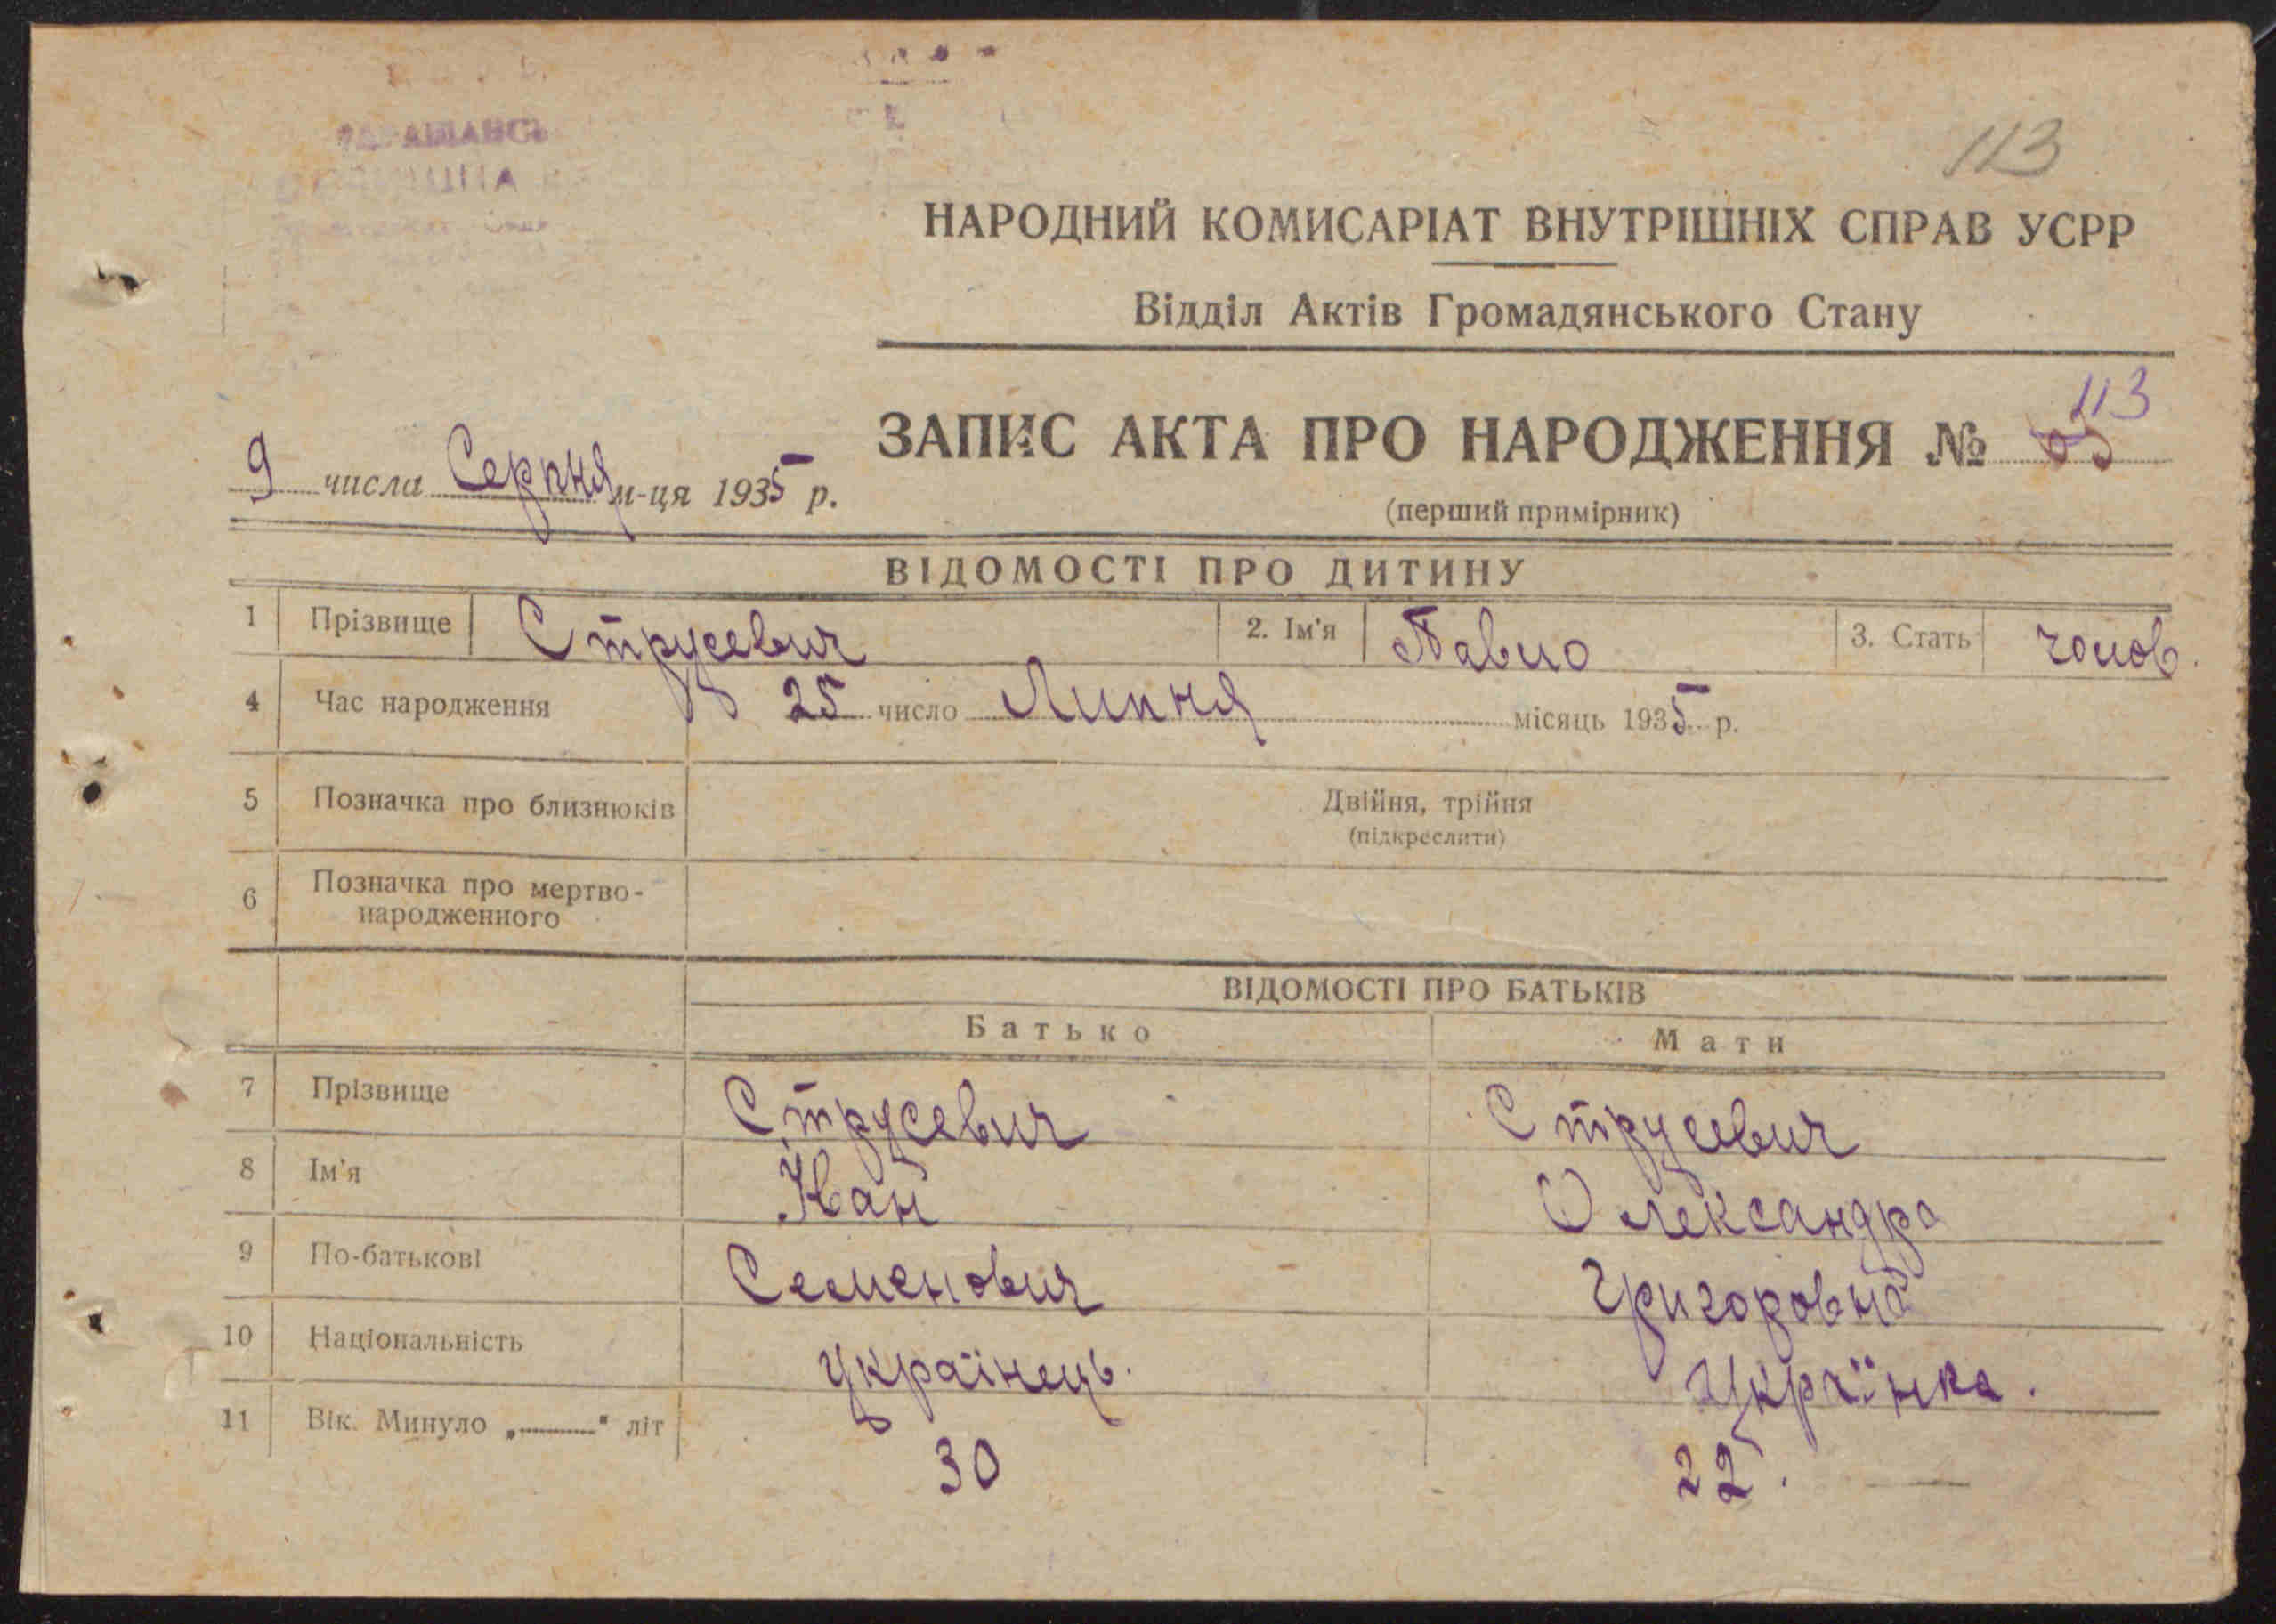 113
НАРОДНИЙ КОМИСАРІАТ ВНУТРІШНІХ СПРАВ УСРР
Відділ Актів Громадянського Стану
ЗАПИС АКТА ПРО НАРОДЖЕННЯ № 113
9 числа Серпня м-ця 1935 р.
(перший примірник)
ВІДОМОСТІ ПРО ДИТИНУ
1 Прізвище Струсевич 2. Ім'я Павло 3. Стать чолов.
4 Час народження 25 число Липня місяць 1935 р.
5 Позначка про близнюків Двійня, трійня
(підкреслити)
6 Позначка про мертво-
народженного
ВІДОМОСТІ ПРО БАТЬКІВ
Батько Мати
7 Прізвище Струсевич Струсевич
8 Ім'я Іван Олександра
9 По-батькові Семенович Григоровна
10 Національність Українець. Українка.
11 Вік. Минуло „ " літ 30 22.